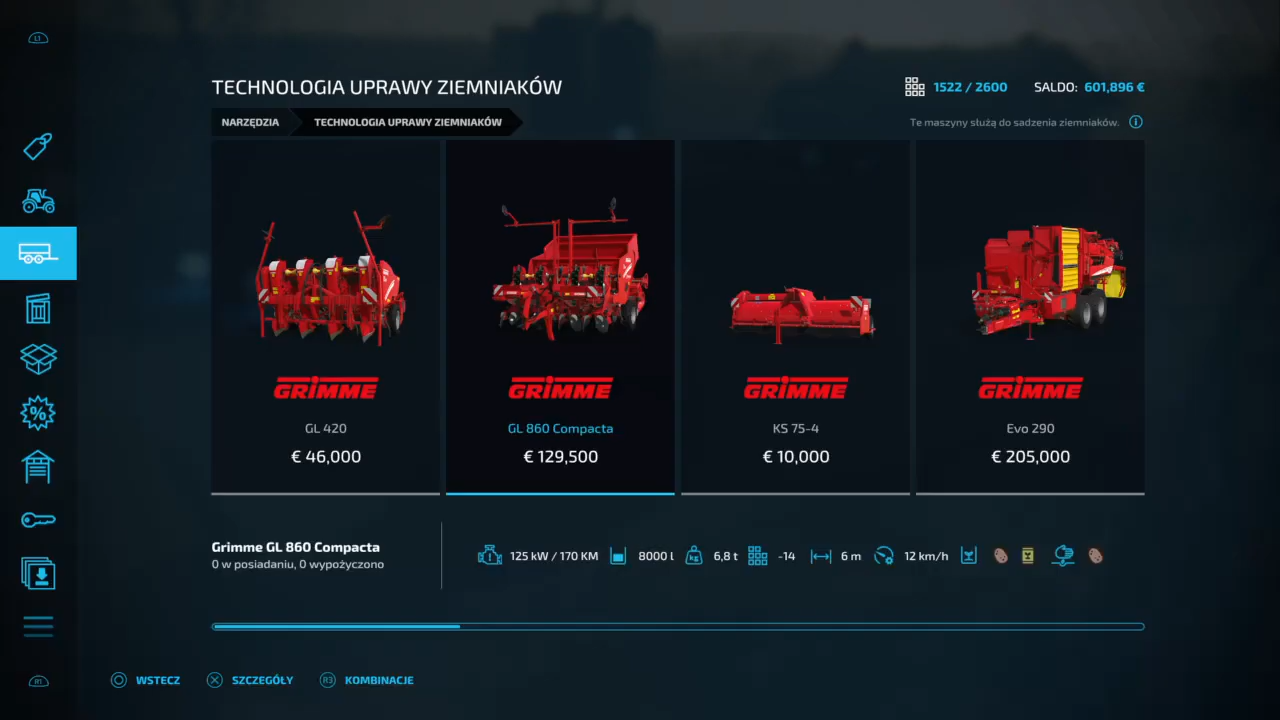 L1
TECHNOLOGIA UPRAWY ZIEMNIAKÓW
1522 / 2600
SALDO: 601,896 €
NARZĘDZIA
TECHNOLOGIA UPRAWY ZIEMNIAKÓW
Te maszyny służą do sadzenia ziemniaków.
GRIMME
GL 420
€ 46,000
GRIMME
GL 860 Compacta
€ 129,500
GRIMME
KS 75-4
€ 10,000
GRIMME
Evo 290
€ 205,000
Grimme GL 860 Compacta
0 w posiadaniu, 0 wypożyczono
125 kW / 170 KM
8000 l
kg
6,8 t
-14
6 m
12 km/h
R1
WSTECZ
SZCZEGÓŁY
R3
KOMBINACJE